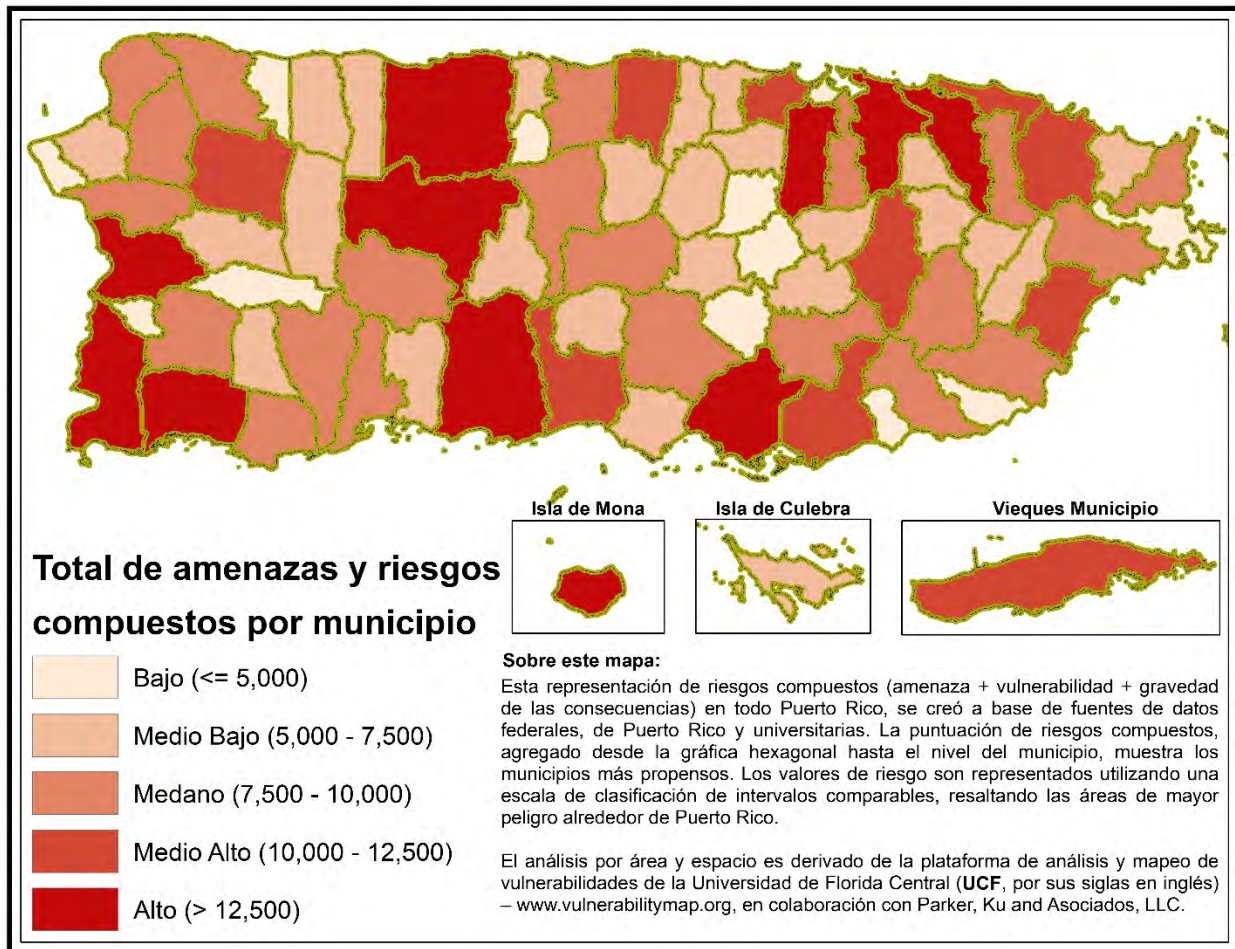 Isla de Mona
Isla de Culebra
Vieques Municipio
Total de amenazas y riesgos
compuestos por municipio
Bajo (<= 5,000)
Medio Bajo (5,000 - 7,500)
Medano (7,500 - 10,000)
Medio Alto (10,000 - 12,500)
Alto (> 12,500)
Sobre este mapa:
Esta representación de riesgos compuestos (amenaza + vulnerabilidad + gravedad
de las consecuencias) en todo Puerto Rico, se creó a base de fuentes de datos
federales, de Puerto Rico y universitarias. La puntuación de riesgos compuestos,
agregado desde la gráfica hexagonal hasta el nivel del municipio, muestra los
municipios más propensos. Los valores de riesgo son representados utilizando una
escala de clasificación de intervalos comparables, resaltando las áreas de mayor
peligro alrededor de Puerto Rico.
El análisis por área y espacio es derivado de la plataforma de análisis y mapeo de
vulnerabilidades de la Universidad de Florida Central (UCF, por sus siglas en inglés)
– www.vulnerabilitymap.org, en colaboración con Parker, Ku and Asociados, LLC.